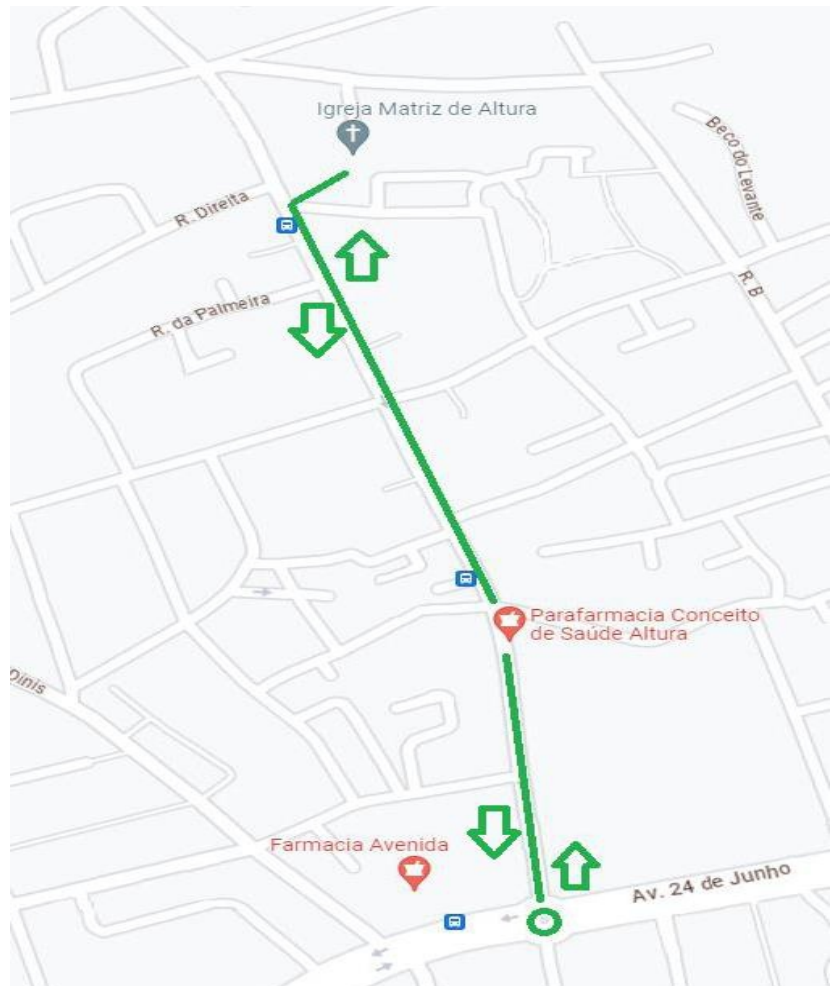 Igreja Matriz de Altura
Beco do Levante
R. Direita
R. B
R. da Palmeira
Parafarmacia Conceito
de Saúde Altura
Dinis
Farmacia Avenida
Av. 24 de Junho